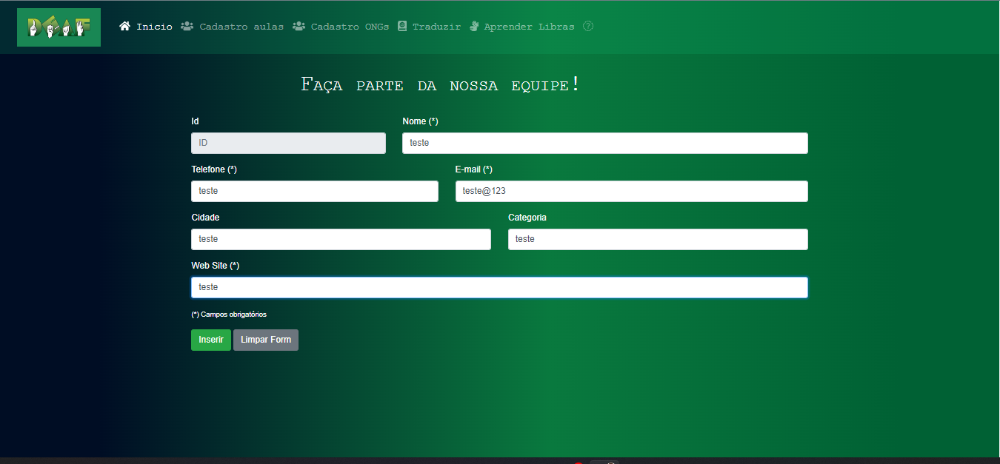 DEAF
Inicio Cadastro aulas Cadastro ONGs Traduzir Aprender Libras ?
Faça parte da nossa equipe!
Id Nome (*)
ID teste
Telefone (*) E-mail (*)
teste teste@123
Cidade Categoria
teste teste
Web Site (*)
teste
(*) Campos obrigatórios
Inserir Limpar Form